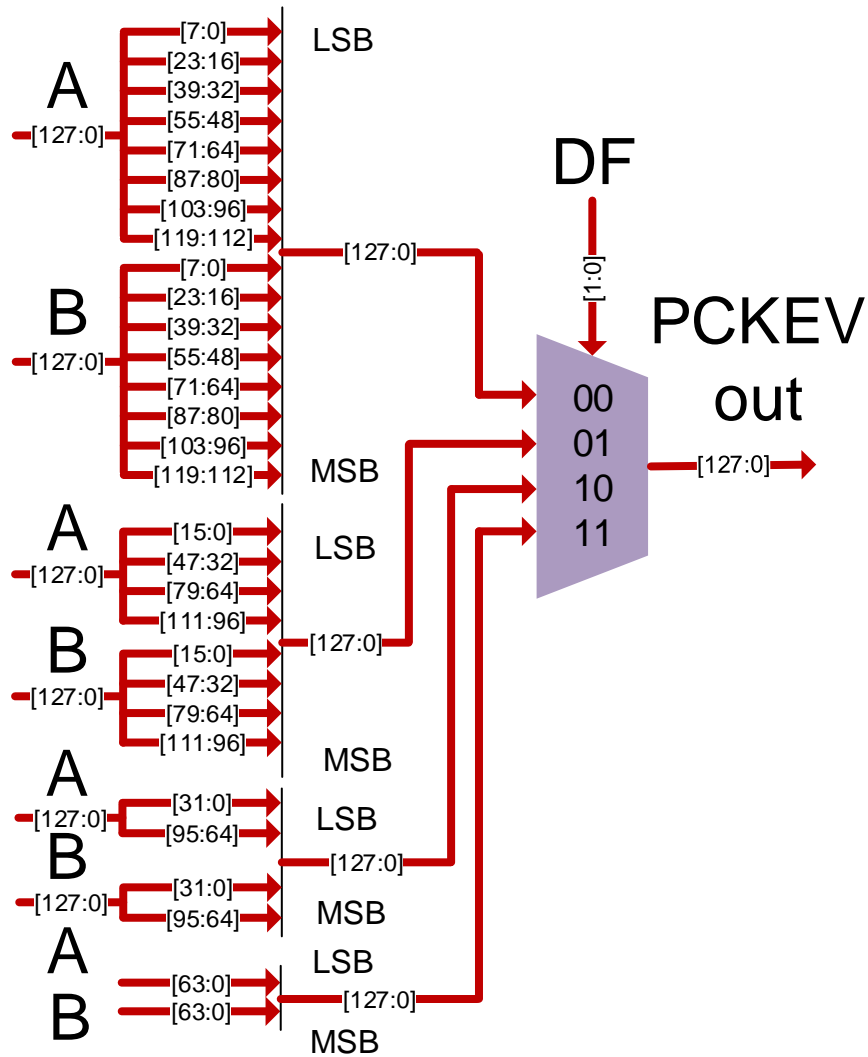 [7:0]
LSB
[23:16]
A
[39:32]
[55:48]
[127:0]
[71:64]
[87:80]
[103:96]
[119:112]
DF
[1:0]
[127:0]
[7:0]
[23:16]
B
[39:32]
[55:48]
[127:0]
[71:64]
[87:80]
[103:96]
[119:112]
MSB
PCKEV
out
00
01
10
11
[127:0]
A
[15:0]
LSB
[47:32]
[127:0]
[79:64]
[111:96]
[127:0]
B
[15:0]
[47:32]
[127:0]
[79:64]
[111:96]
MSB
A
[31:0]
LSB
[127:0]
[95:64]
[127:0]
B
[31:0]
[127:0]
[95:64]
MSB
A
LSB
[63:0]
[127:0]
B
[63:0]
MSB